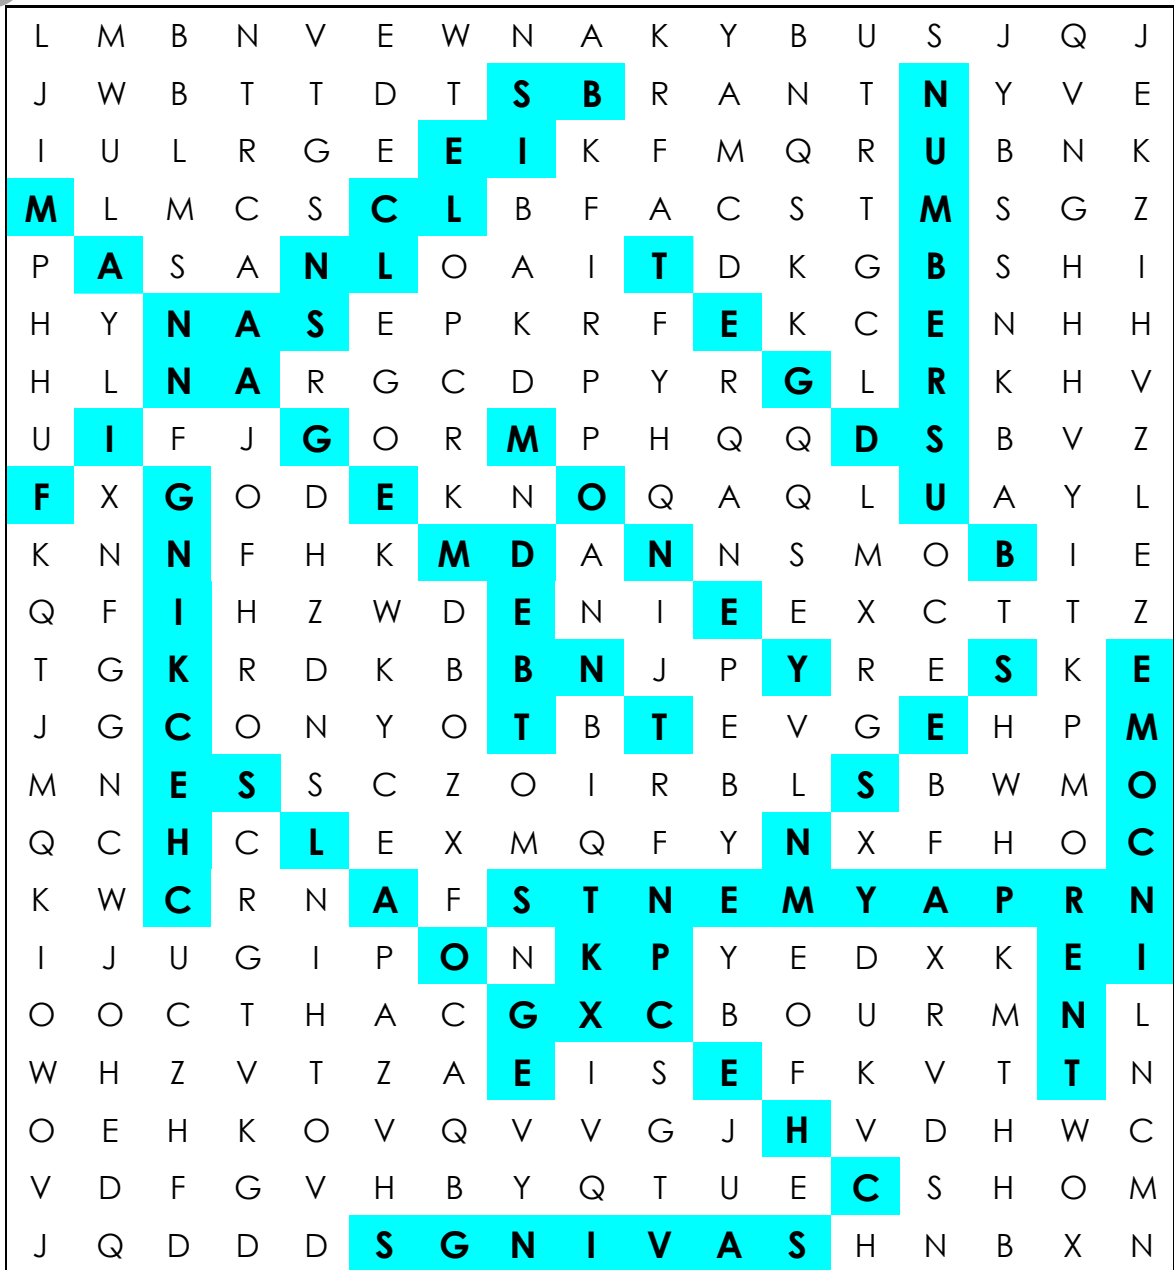 L M B N V E W N A K Y B U S J Q J
J W B T T D T S B R A N T N Y V E
I U L R G E E I K F M Q R U B N K
M L M C S C L B F A C S T M S G Z
P A S A N L O A I T D K G B S H I
H Y N A S E P K R F E K C E N H H
H L N A R G C D P Y R G L R K H V
U I F J G O R M P H Q Q D S B V Z
F X G O D E K N O Q A Q L U A Y L
K N N F H K M D A N N S M O B I E
Q F I H Z W D E N I E E X C T T Z
T G K R D K B B N J P Y R E S K E
J G C O N Y O T B T E V G E H P M
M N E S S C Z O I R B L S B W M O
Q C H C L E X M Q F Y N X F H O C
K W C R N A F S T N E M Y A P R N
I J U G I P O N K P Y E D X K E I
O O C T H A C G X C B O U R M N L
W H Z V T Z A E I S E F K V T T N
O E H K O V Q V V G J H V D H W C
V D F G V H B Y Q T U E C S H O M
J Q D D D S G N I V A S H N B X N